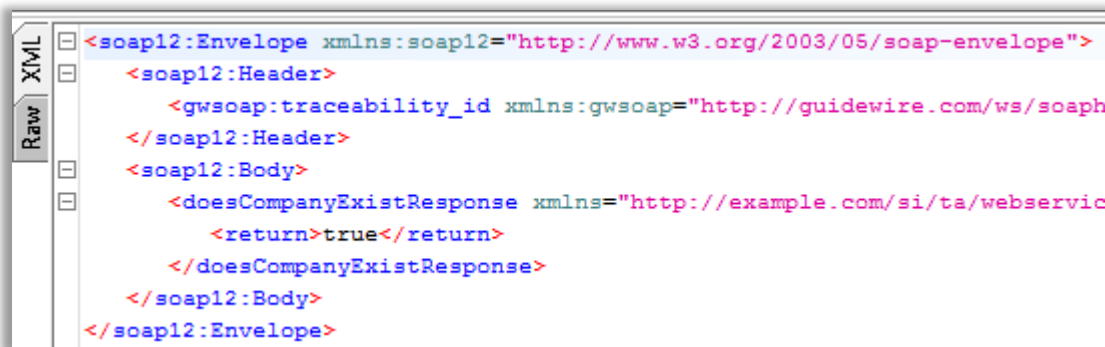 XML
Raw
<soap12:Envelope xmlns:soap12="http://www.w3.org/2003/05/soap-envelope">
<soap12:Header>
<gwsoap:traceability_id xmlns:gwsoap="http://guidewire.com/ws/soaph
</soap12:Header>
<soap12:Body>
<doesCompanyExistResponse xmlns="http://example.com/si/ta/webservic
<return>true</return>
</doesCompanyExistResponse>
</soap12:Body>
</soap12:Envelope>